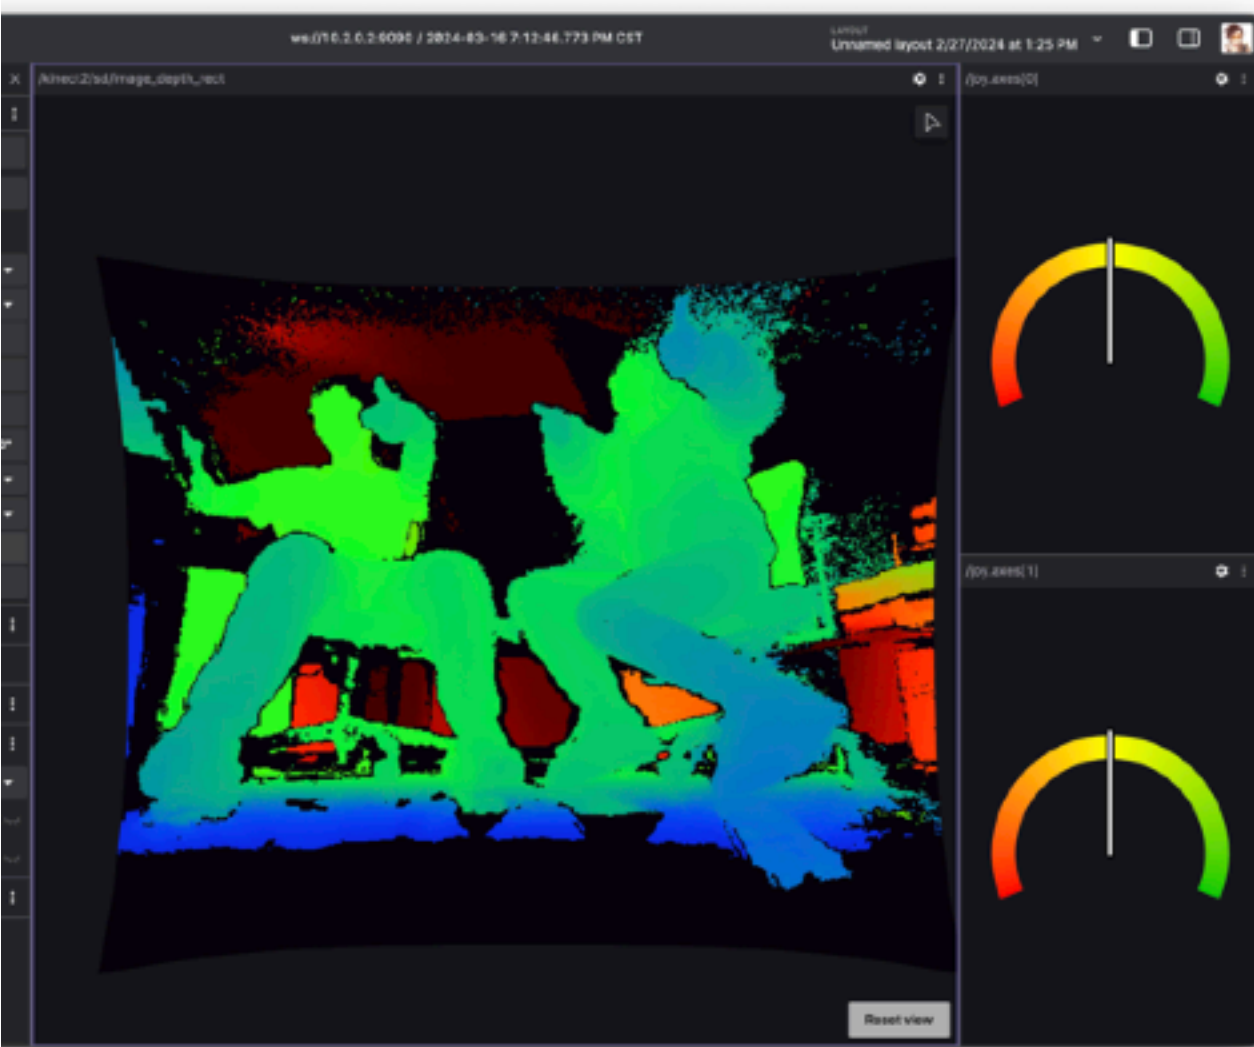 ws://10.2.0.2:9090 / 2024-03-16 7:12:46.773 PM CST
LAYOUT
Unnamed layout 2/27/2024 at 1:25 PM
/kinect2/sd/image_depth_rect
/joy.axes[0]
/joy.axes[1]
Reset view